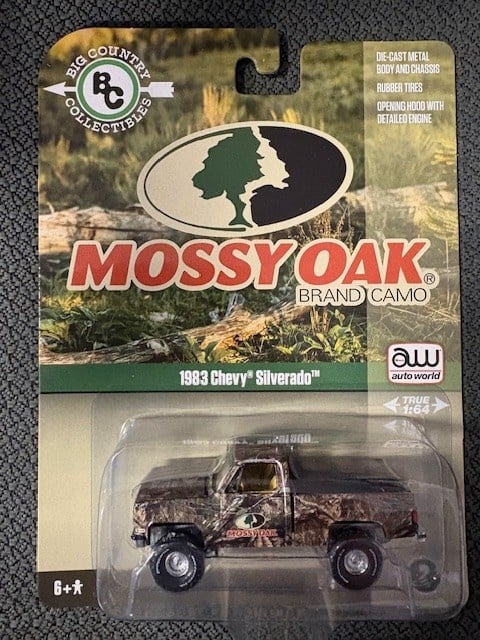 BIG COUNTRY
BC
COLLECTIBLES
DIE-CAST METAL
BODY AND CHASSIS
RUBBER TIRES
OPENING HOOD WITH
DETAILED ENGINE
MOSSY OAK®
BRAND CAMO
1983 Chevy® Silverado™
aw
auto world
TRUE
1:64
MOSSY OAK
6+